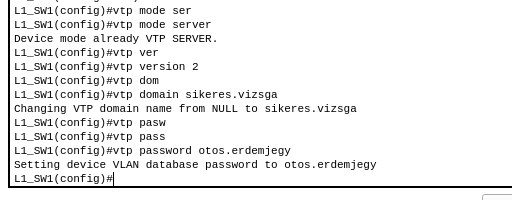 L1_SW1(config)#vtp mode ser
L1_SW1(config)#vtp mode server
Device mode already VTP SERVER.
L1_SW1(config)#vtp ver
L1_SW1(config)#vtp version 2
L1_SW1(config)#vtp dom
L1_SW1(config)#vtp domain sikeres.vizsga
Changing VTP domain name from NULL to sikeres.vizsga
L1_SW1(config)#vtp pasw
L1_SW1(config)#vtp pass
L1_SW1(config)#vtp password otos.erdemjegy
Setting device VLAN database password to otos.erdemjegy
L1_SW1(config)#